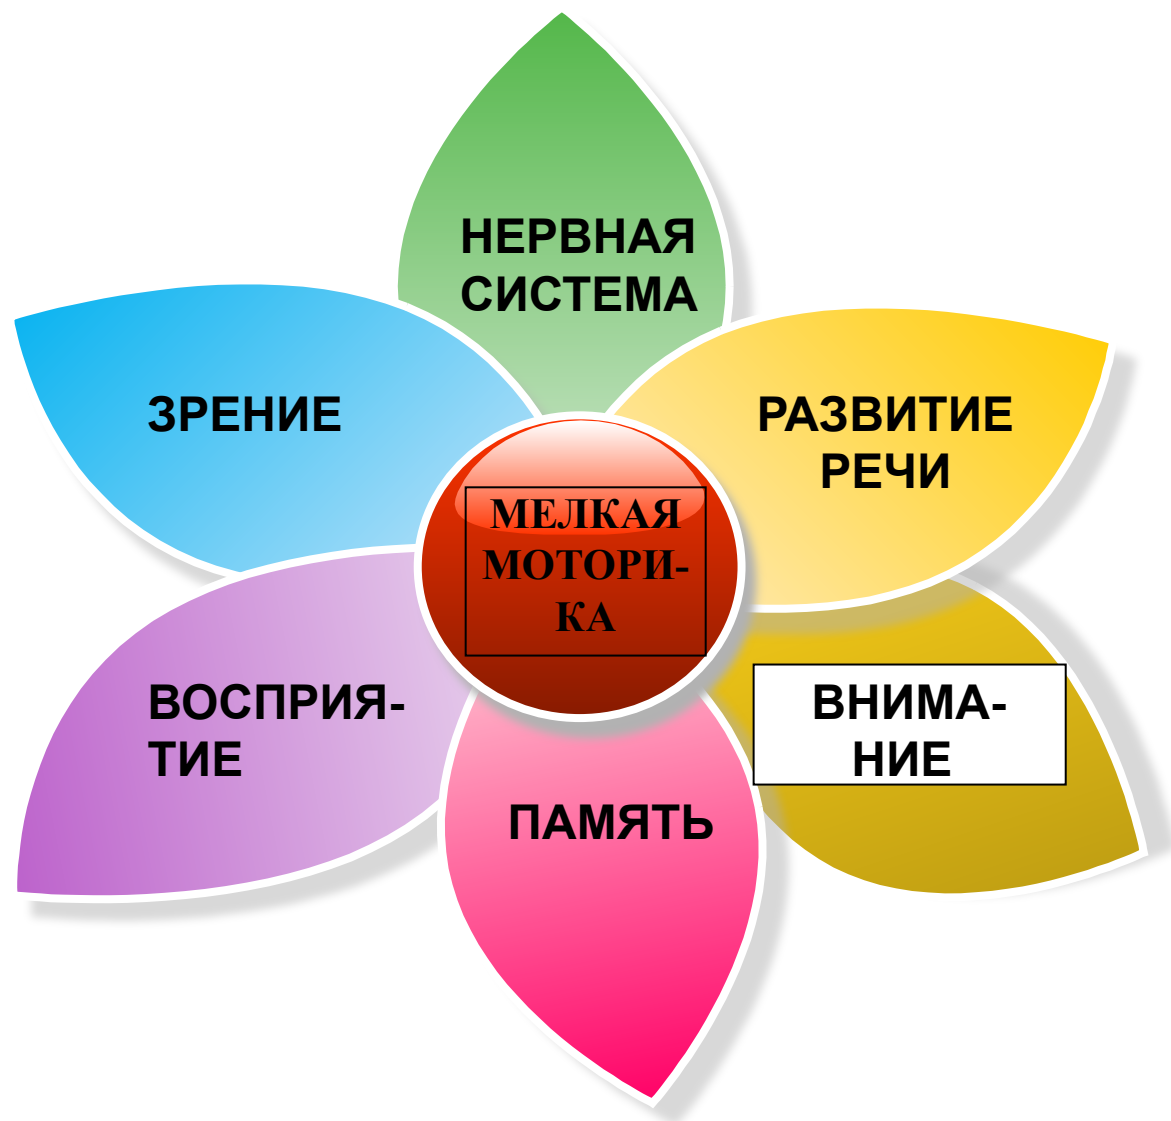 НЕРВНАЯ
СИСТЕМА
ЗРЕНИЕ
РАЗВИТИЕ
РЕЧИ
МЕЛКАЯ
МОТОРИ-
КА
ВОСПРИЯ-
ТИЕ
ВНИМА-
НИЕ
ПАМЯТЬ